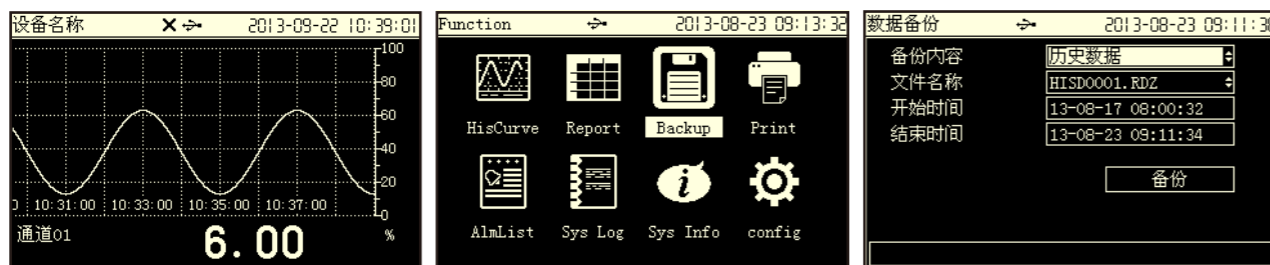 设备名称 2013-09-22 10:39:01
100
80
60
40
20
0
10:31:00 10:33:00 10:35:00 10:37:00
通道01 6.00 %
Function 2013-08-23 09:13:32
HisCurve Report Backup Print
AlmList Sys Log Sys Info config
数据备份 2013-08-23 09:11:38
备份内容 历史数据
文件名称 HISD0001.RDZ
开始时间 13-08-17 08:00:32
结束时间 13-08-23 09:11:34
备份